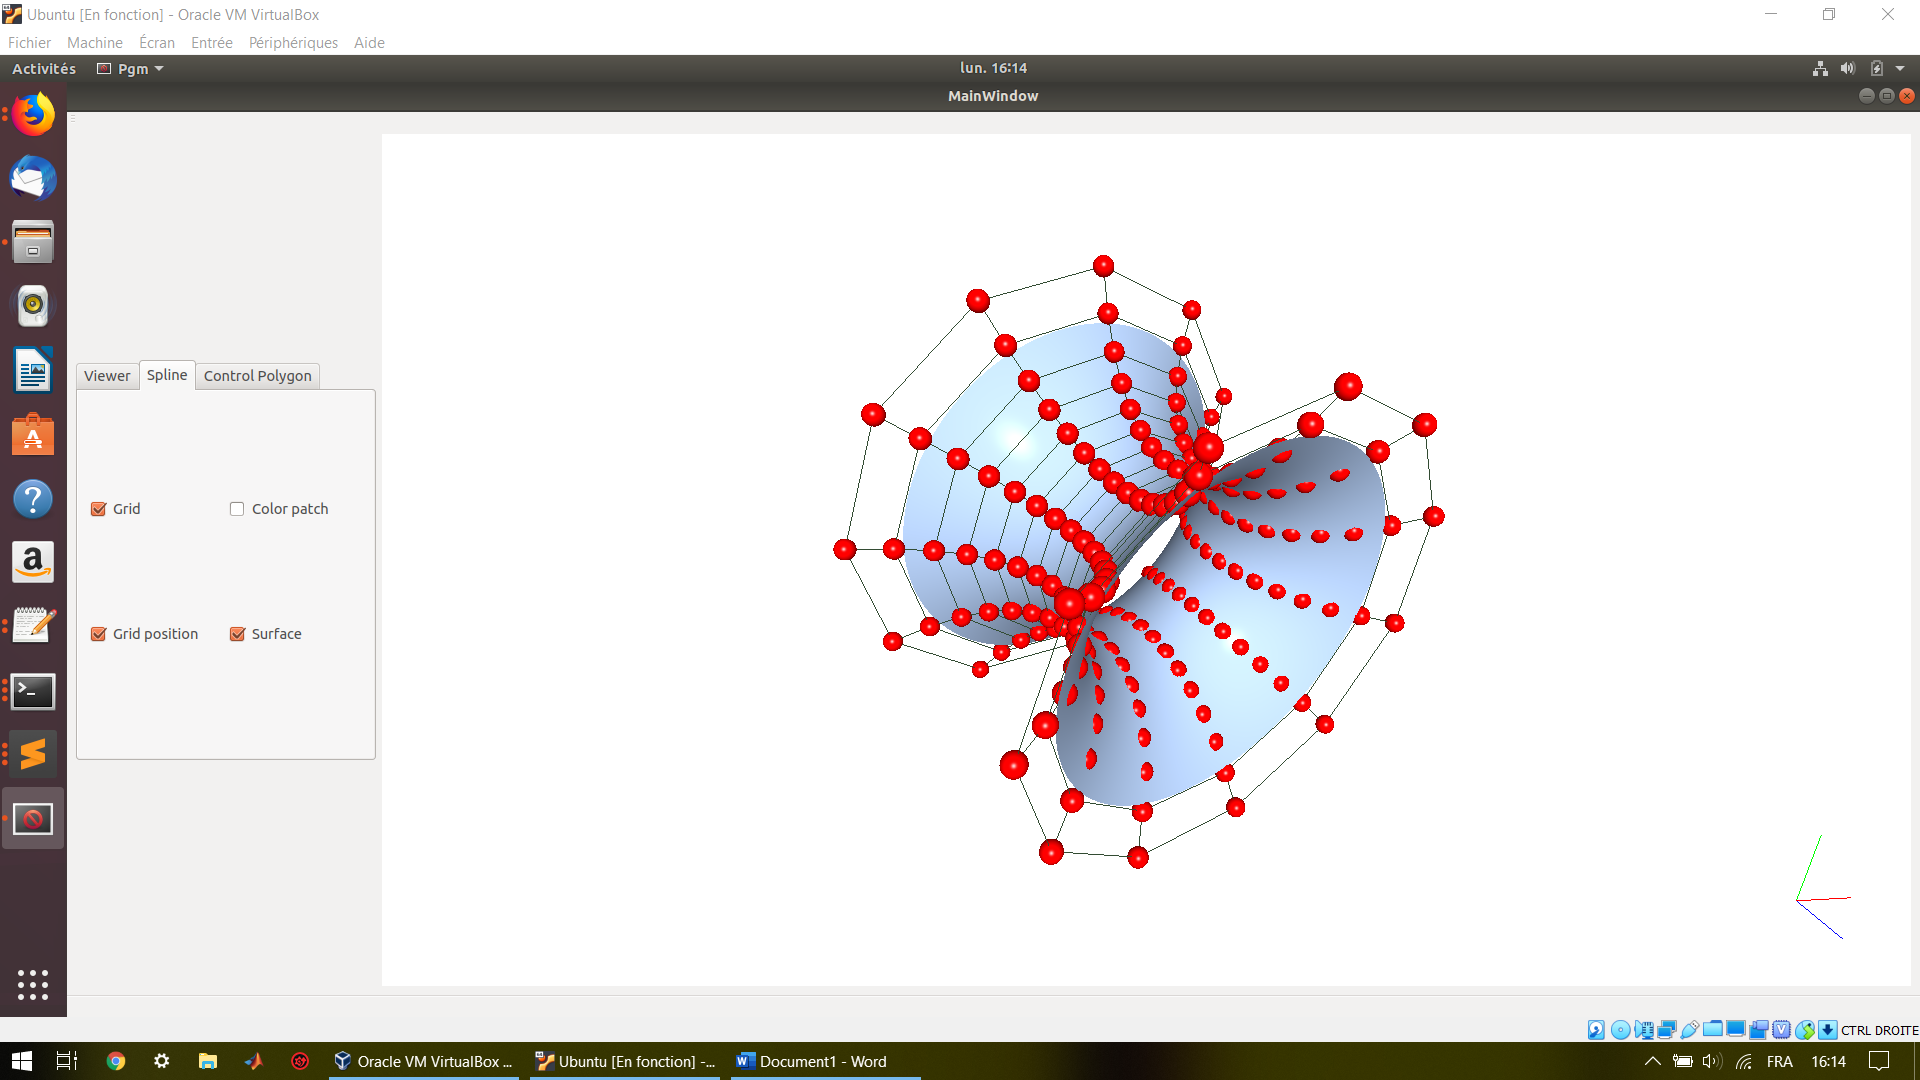 Ubuntu [En fonction] - Oracle VM VirtualBox
Fichier Machine Écran Entrée Périphériques Aide
Activités Pgm lun. 16:14
MainWindow
Viewer Spline Control Polygon
Grid Color patch
Grid position Surface
CTRL DROITE
Oracle VM VirtualBox ... Ubuntu [En fonction] -... Document1 - Word FRA 16:14